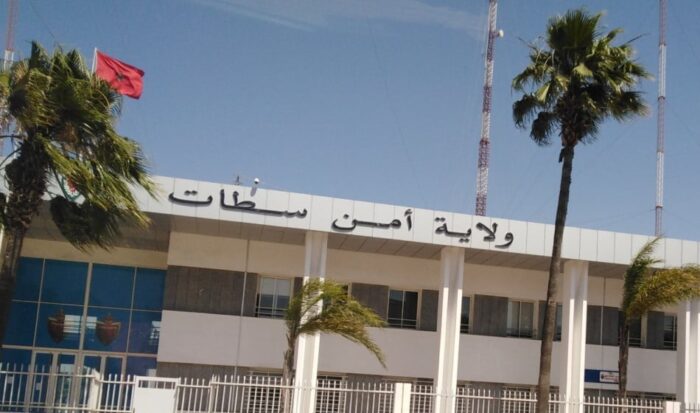 ولاية أمن سطات